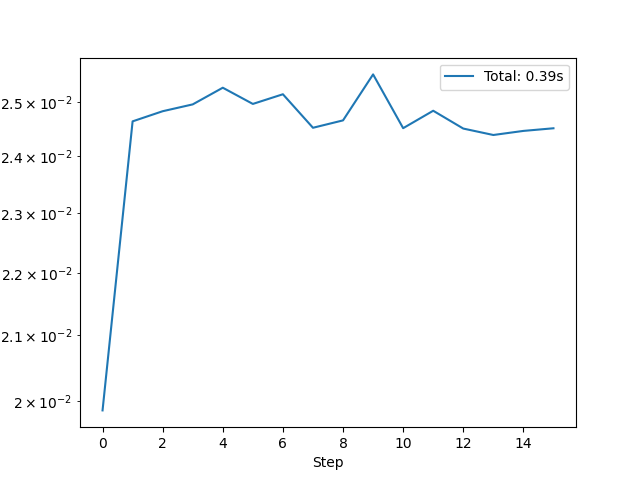 Total: 0.39s
2.5 × 10⁻²
2.4 × 10⁻²
2.3 × 10⁻²
2.2 × 10⁻²
2.1 × 10⁻²
2 × 10⁻²
0 2 4 6 8 10 12 14
Step